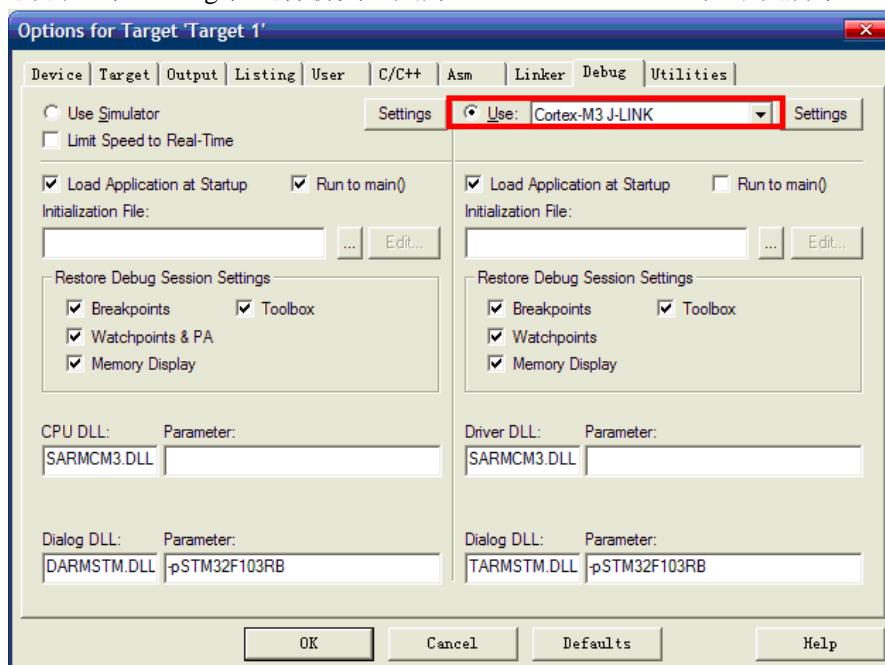 Options for Target 'Target 1'
Device Target Output Listing User C/C++ Asm Linker Debug Utilities
Use Simulator Settings Use: Cortex-M3 J-LINK Settings
Limit Speed to Real-Time
Load Application at Startup Run to main() Load Application at Startup Run to main()
Initialization File: Initialization File:
... Edit... ... Edit...
Restore Debug Session Settings Restore Debug Session Settings
Breakpoints Toolbox Breakpoints Toolbox
Watchpoints & PA Watchpoints
Memory Display Memory Display
CPU DLL: Parameter: Driver DLL: Parameter:
SARMCM3.DLL SARMCM3.DLL
Dialog DLL: Parameter: Dialog DLL: Parameter:
DARMSTM.DLL -pSTM32F103RB TARMSTM.DLL -pSTM32F103RB
OK Cancel Defaults Help